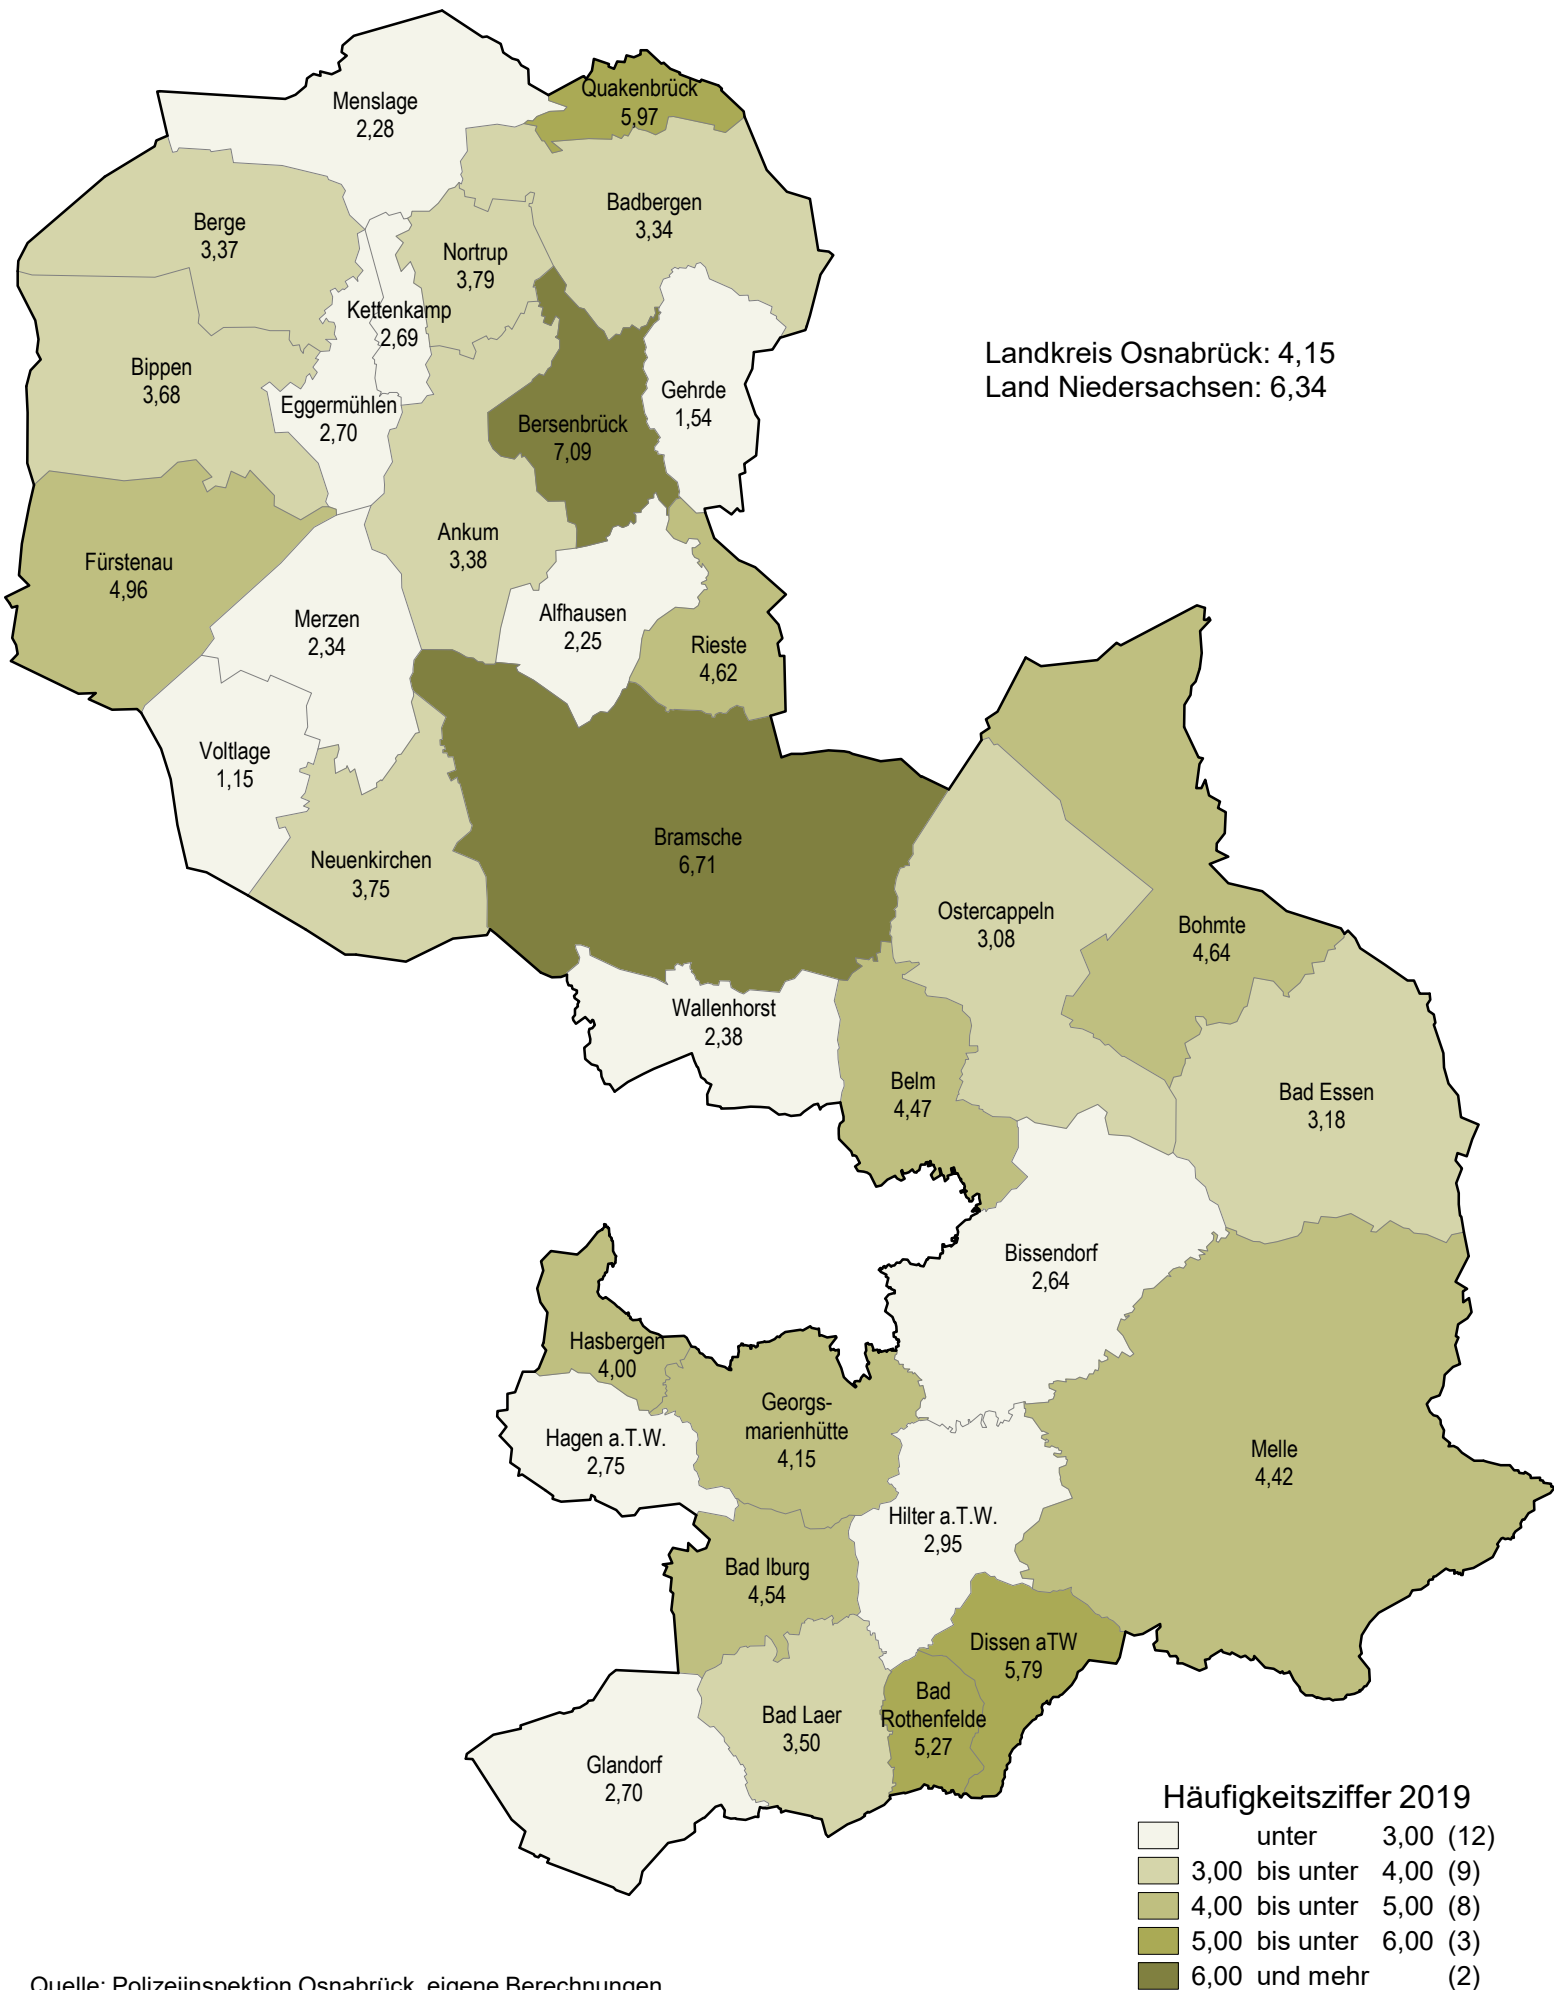 Menslage
2,28
Quakenbrück
5,97
Badbergen
3,34
Berge
3,37
Nortrup
3,79
Kettenkamp
2,69
Landkreis Osnabrück: 4,15
Land Niedersachsen: 6,34
Bippen
3,68
Gehrde
1,54
Eggermühlen
2,70
Bersenbrück
7,09
Ankum
3,38
Fürstenau
4,96
Merzen
2,34
Alfhausen
2,25
Rieste
4,62
Voltlage
1,15
Bramsche
6,71
Neuenkirchen
3,75
Ostercappeln
3,08
Bohmte
4,64
Wallenhorst
2,38
Belm
4,47
Bad Essen
3,18
Bissendorf
2,64
Hasbergen
4,00
Georgs-
marienhütte
4,15
Hagen a.T.W.
2,75
Melle
4,42
Hilter a.T.W.
2,95
Bad Iburg
4,54
Dissen aTW
5,79
Bad
Rothenfelde
5,27
Bad Laer
3,50
Glandorf
2,70
Häufigkeitsziffer 2019
unter 3,00 (12)
3,00 bis unter 4,00 (9)
4,00 bis unter 5,00 (8)
5,00 bis unter 6,00 (3)
6,00 und mehr (2)
Quelle: Polizeiinspektion Osnabrück, eigene Berechnungen